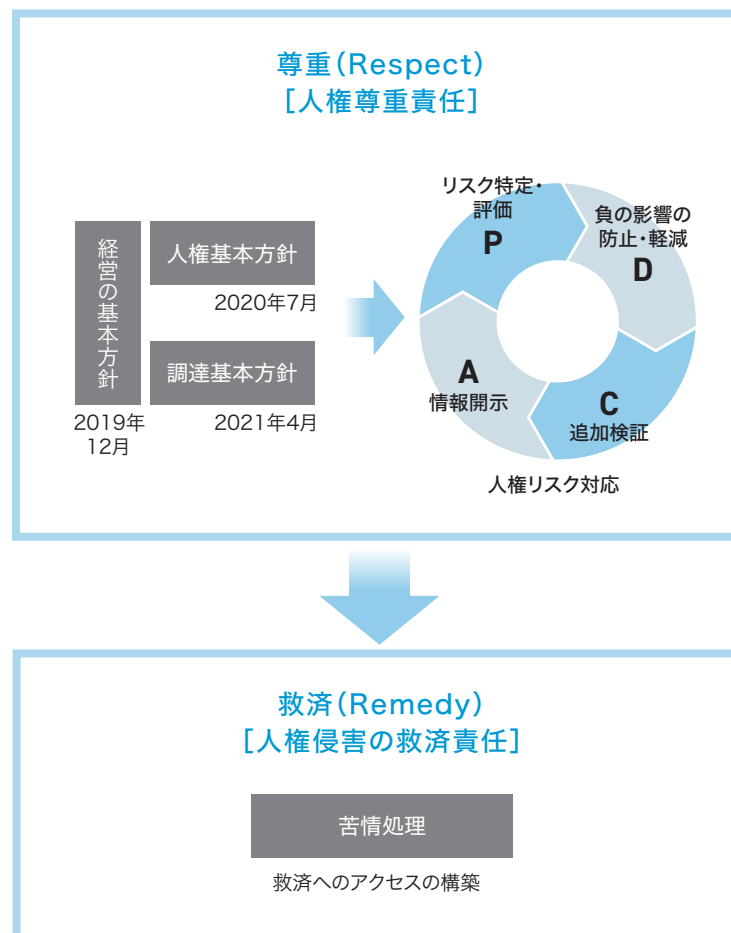 尊重（Respect）
［人権尊重責任］
経営の基本方針
2019年
12月
人権基本方針
2020年7月
調達基本方針
2021年4月
リスク特定・
評価
P
負の影響の
防止・軽減
D
C
追加検証
A
情報開示
人権リスク対応
救済（Remedy）
［人権侵害の救済責任］
苦情処理
救済へのアクセスの構築